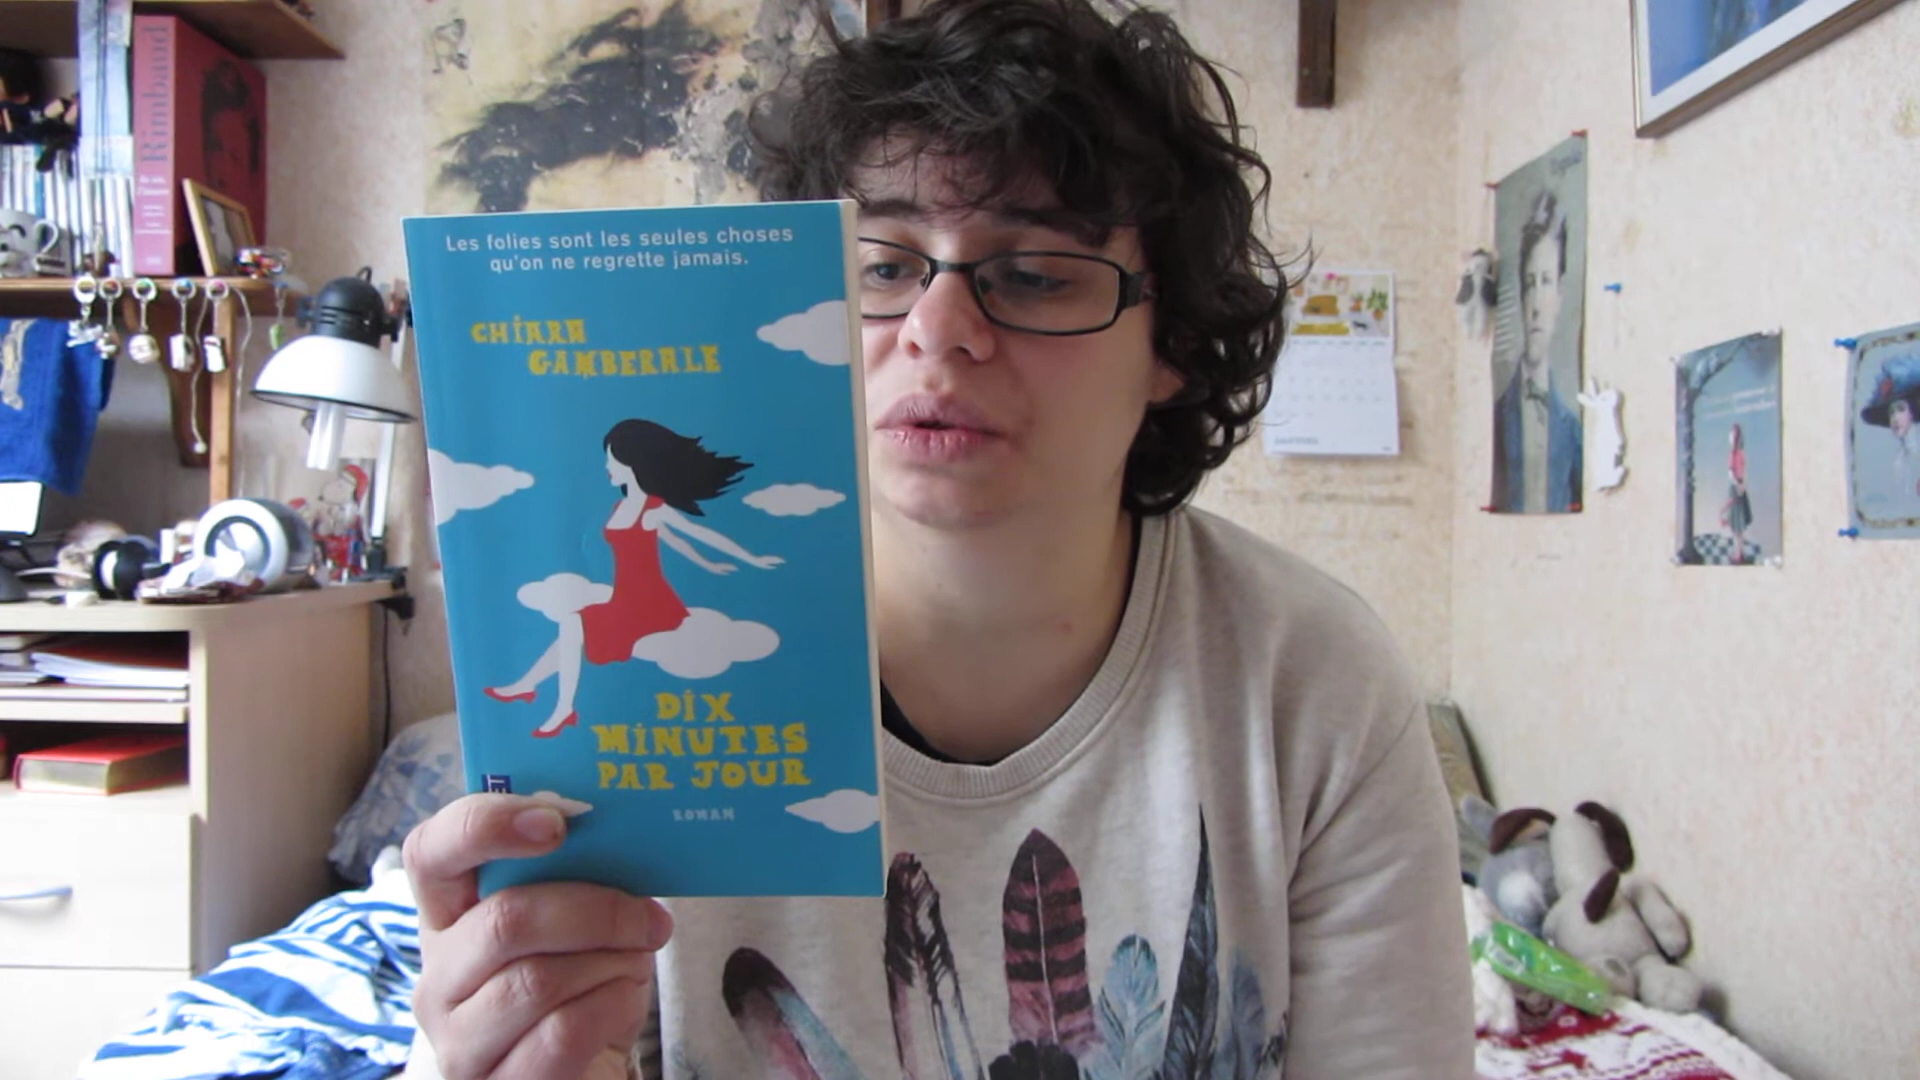 Rimbaud
Les folies sont les seules choses
qu'on ne regrette jamais.
CHiARA
GAMBERALE
DiX
MiNUTES
PAR JOUR
ROMAN